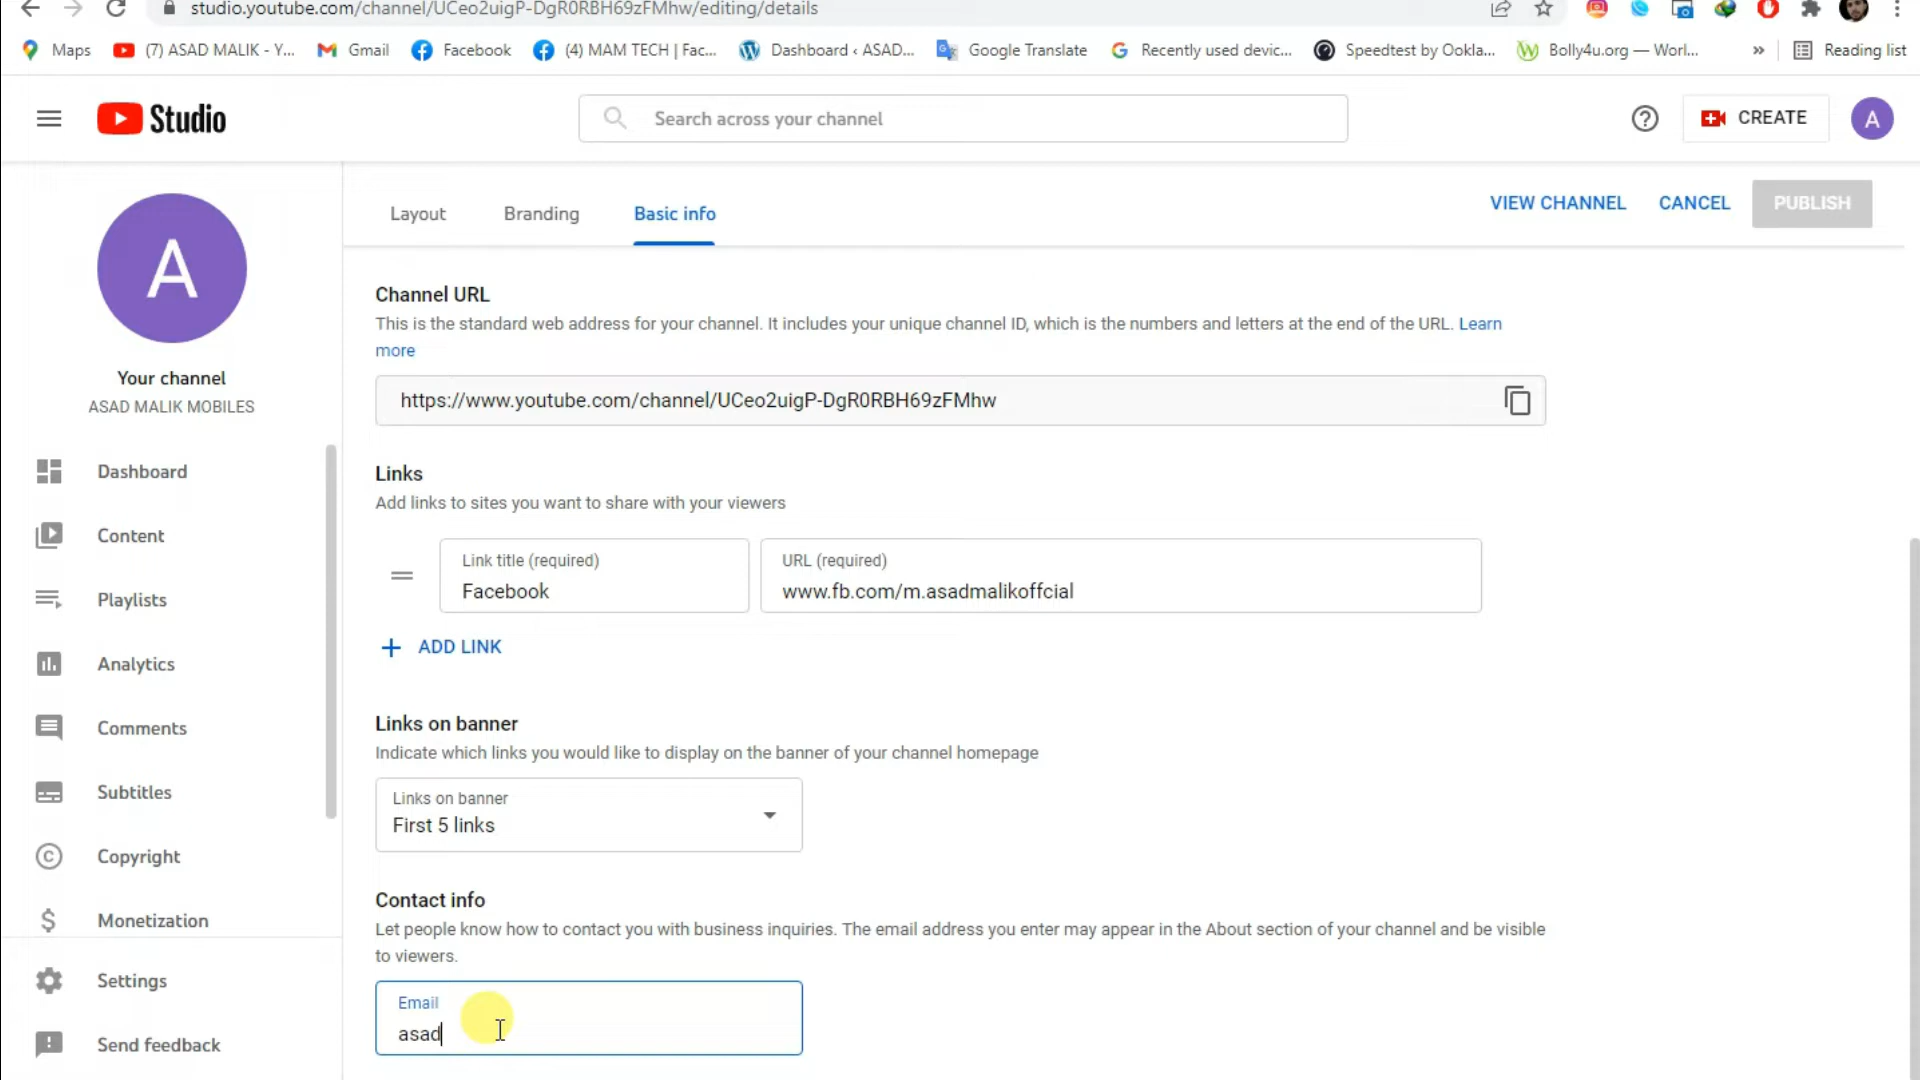 studio.youtube.com/channel/UCeo2uigP-DgR0RBH69zFMhw/editing/details
Maps (7) ASAD MALIK - Y... Gmail Facebook (4) MAM TECH | Fac... Dashboard ‹ ASAD... Google Translate Recently used devic... Speedtest by Ookla... Bolly4u.org — Worl... » Reading list
Studio
Search across your channel
CREATE
A
A
Your channel
ASAD MALIK MOBILES
Dashboard
Content
Playlists
Analytics
Comments
Subtitles
Copyright
Monetization
Settings
Send feedback
Layout Branding Basic info
VIEW CHANNEL CANCEL PUBLISH
Channel URL
This is the standard web address for your channel. It includes your unique channel ID, which is the numbers and letters at the end of the URL. Learn
more
https://www.youtube.com/channel/UCeo2uigP-DgR0RBH69zFMhw
Links
Add links to sites you want to share with your viewers
Link title (required)
Facebook
URL (required)
www.fb.com/m.asadmalikoffcial
ADD LINK
Links on banner
Indicate which links you would like to display on the banner of your channel homepage
Links on banner
First 5 links
Contact info
Let people know how to contact you with business inquiries. The email address you enter may appear in the About section of your channel and be visible
to viewers.
Email
asad